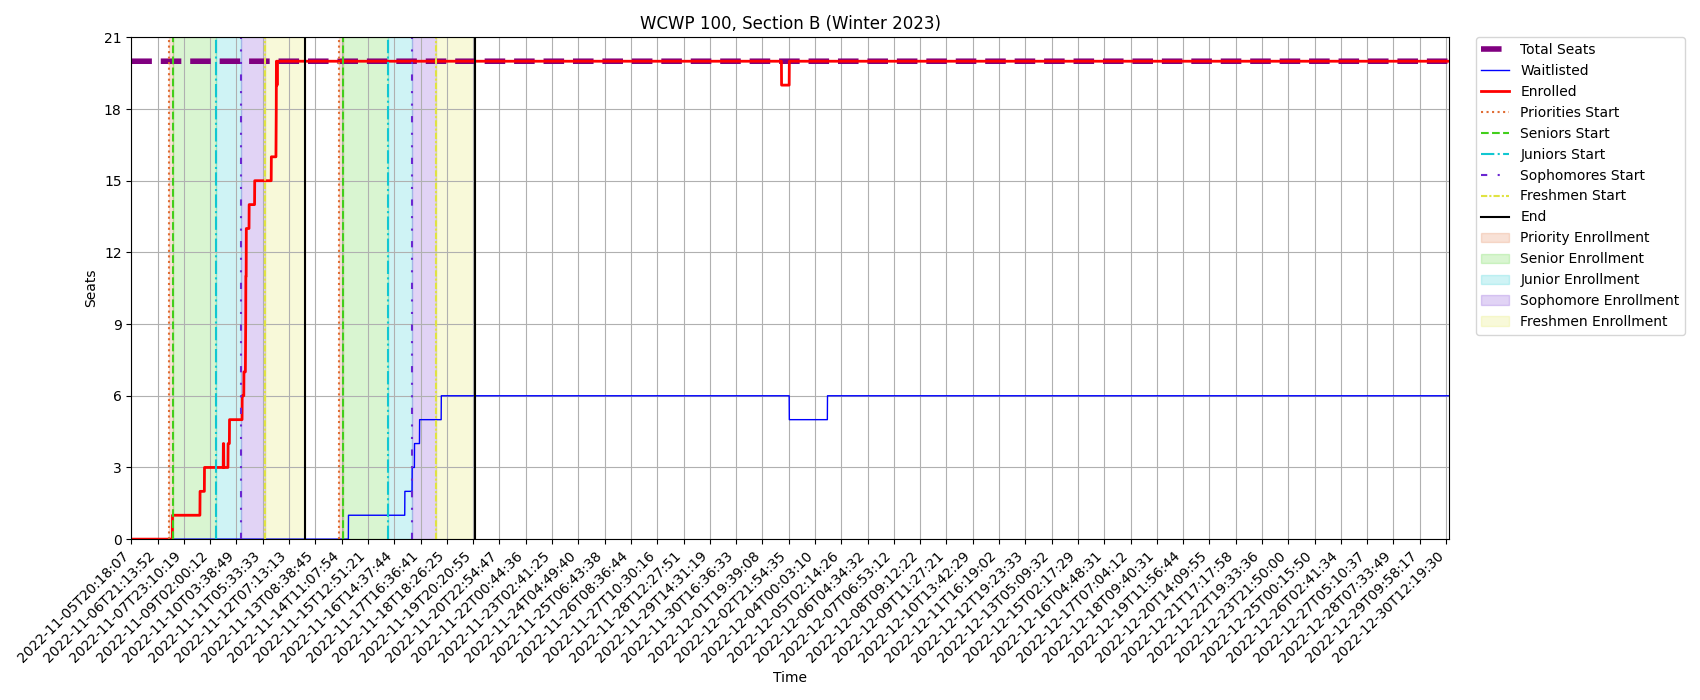 WCWP 100, Section B (Winter 2023)
21
18
15
12
9
6
3
0
Seats
2022-11-05T20:18:07
2022-11-06T21:13:52
2022-11-07T23:10:19
2022-11-09T02:00:12
2022-11-10T03:38:49
2022-11-11T05:33:33
2022-11-12T07:13:13
2022-11-13T08:38:45
2022-11-14T11:07:54
2022-11-15T12:51:21
2022-11-16T14:37:44
2022-11-17T16:36:41
2022-11-18T18:26:25
2022-11-19T20:20:55
2022-11-20T22:54:47
2022-11-22T00:44:36
2022-11-23T02:41:25
2022-11-24T04:49:40
2022-11-25T06:43:38
2022-11-26T08:36:44
2022-11-27T10:30:16
2022-11-28T12:27:51
2022-11-29T14:31:19
2022-11-30T16:36:33
2022-12-01T19:39:08
2022-12-02T21:54:35
2022-12-04T00:03:10
2022-12-05T02:14:26
2022-12-06T04:34:32
2022-12-07T06:53:12
2022-12-08T09:12:22
2022-12-09T11:27:21
2022-12-10T13:42:29
2022-12-11T16:19:02
2022-12-12T19:23:33
2022-12-13T05:09:32
2022-12-15T02:17:29
2022-12-16T04:48:31
2022-12-17T07:04:12
2022-12-18T09:40:31
2022-12-19T11:56:44
2022-12-20T14:09:55
2022-12-21T17:17:58
2022-12-22T19:33:36
2022-12-23T21:50:00
2022-12-25T00:15:50
2022-12-26T02:41:34
2022-12-27T05:10:37
2022-12-28T07:33:49
2022-12-29T09:58:17
2022-12-30T12:19:30
Time
Total Seats
Waitlisted
Enrolled
Priorities Start
Seniors Start
Juniors Start
Sophomores Start
Freshmen Start
End
Priority Enrollment
Senior Enrollment
Junior Enrollment
Sophomore Enrollment
Freshmen Enrollment